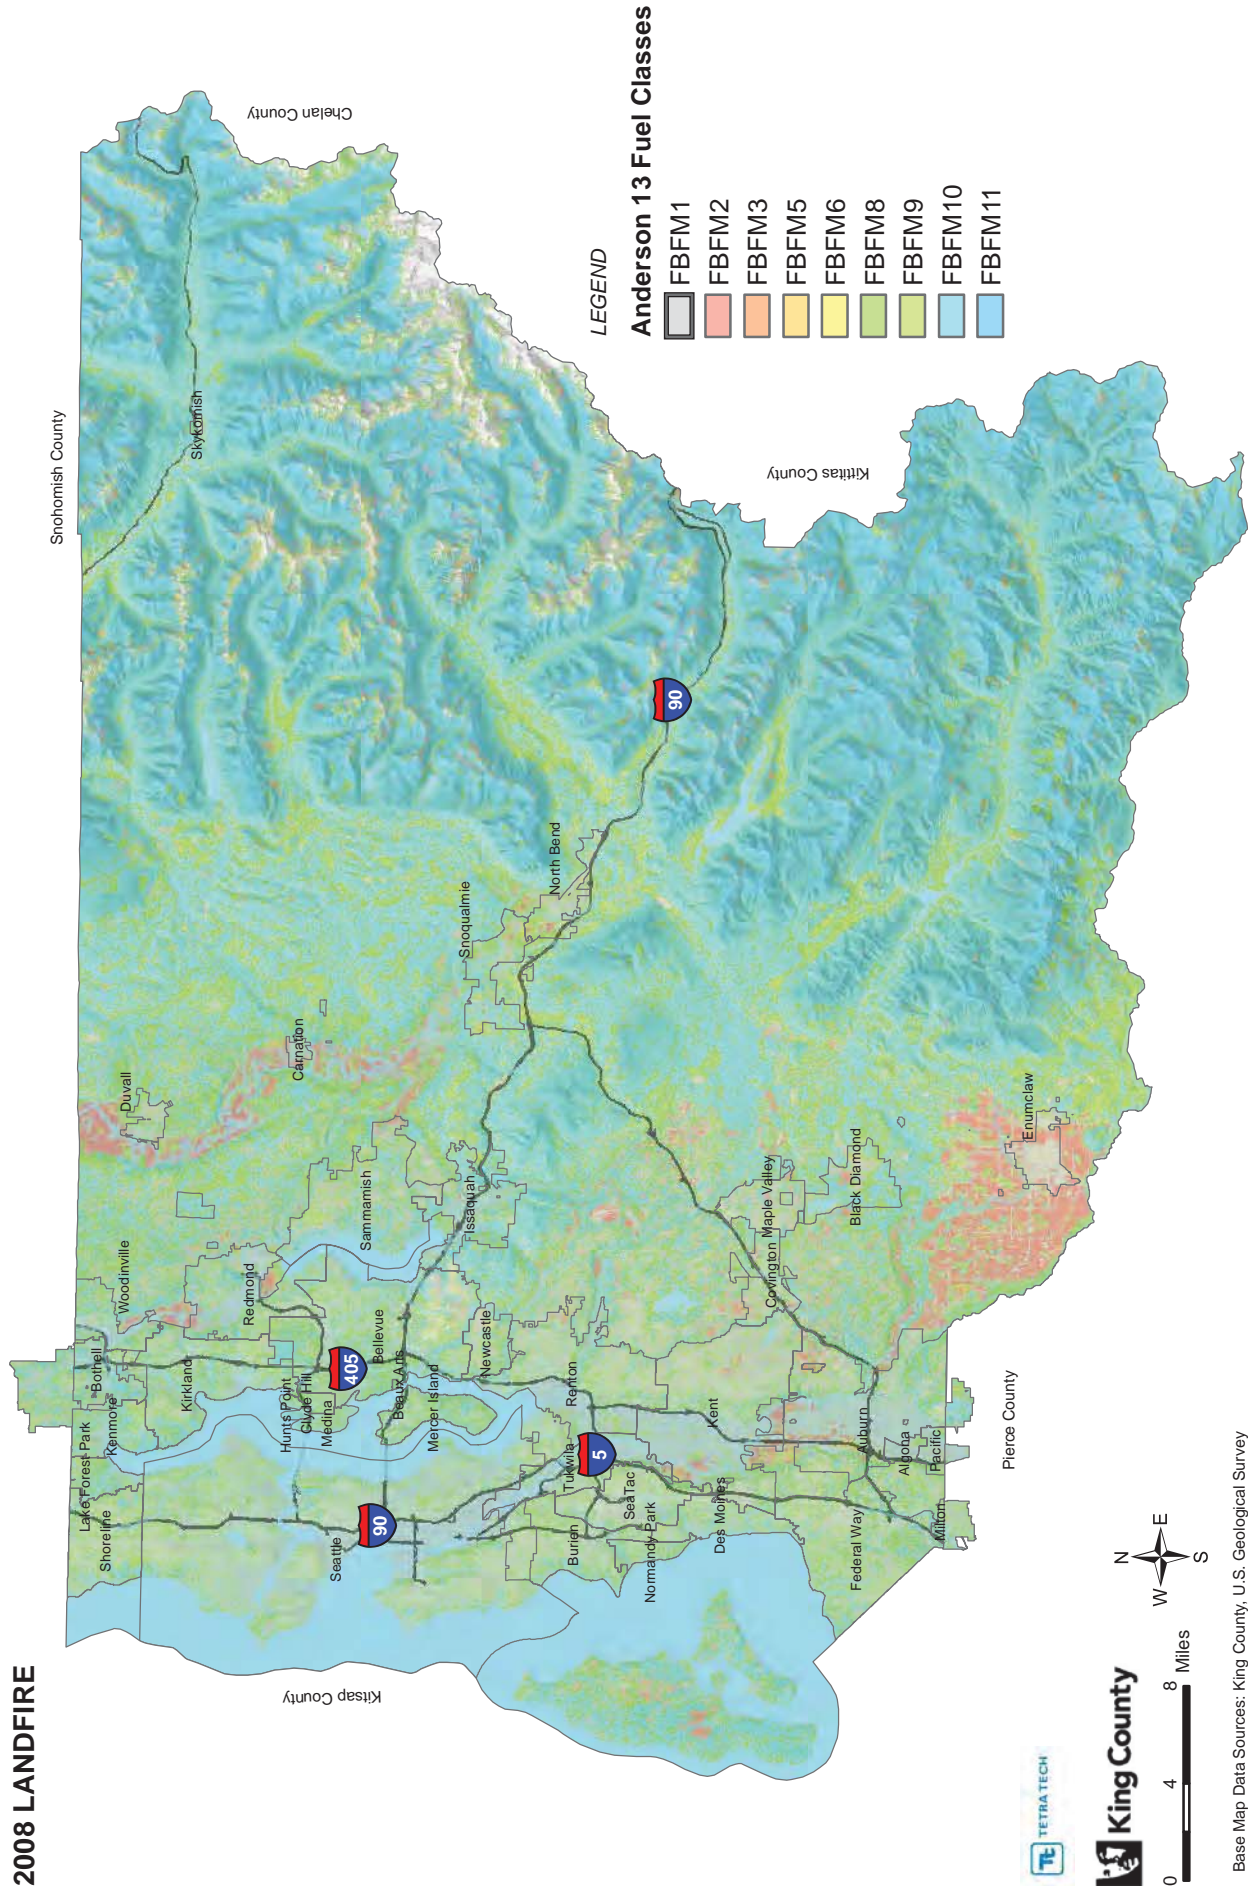 2008 LANDFIRE
Snohomish County
Chelan County
Kittitas County
Pierce County
Kitsap County
Skykomish
Duvall
Carnation
Snoqualmie
North Bend
Woodinville
Redmond
Sammamish
Issaquah
Bothell
Kenmore
Lake Forest Park
Shoreline
Kirkland
Hunts Point
Clyde Hill
Medina
Bellevue
Beaux Arts
Mercer Island
Newcastle
Seattle
Renton
Tukwila
Burien
SeaTac
Normandy Park
Des Moines
Kent
Covington
Maple Valley
Black Diamond
Enumclaw
Auburn
Algona
Pacific
Milton
Federal Way
405
90
90
5
LEGEND
Anderson 13 Fuel Classes
FBFM1
FBFM2
FBFM3
FBFM5
FBFM6
FBFM8
FBFM9
FBFM10
FBFM11
TETRA TECH
King County
0 4 8
Miles
N
W E
S
Base Map Data Sources: King County, U.S. Geological Survey